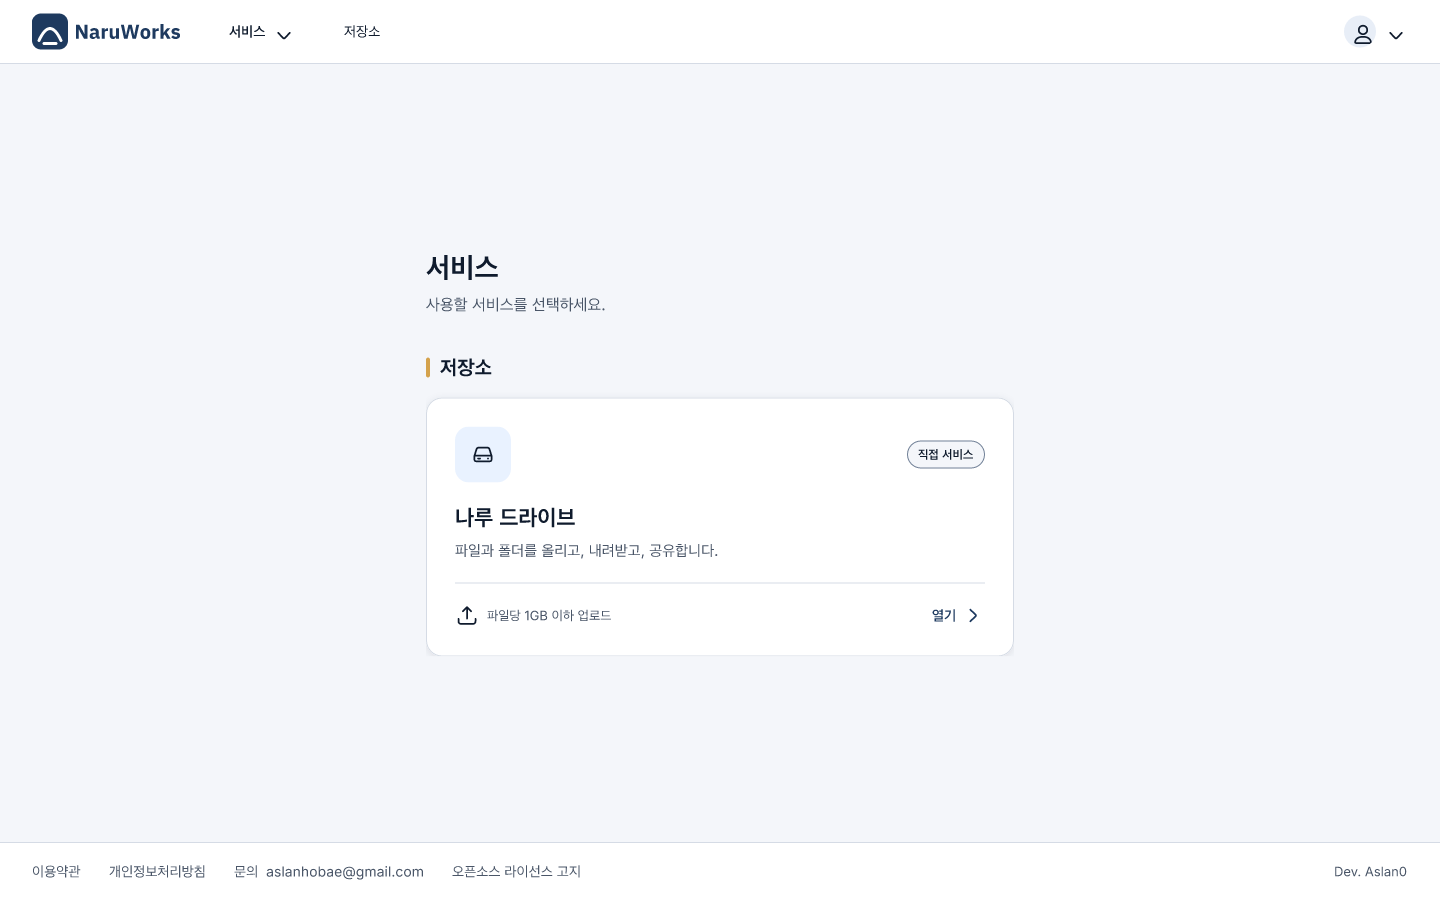 NaruWorks 서비스 저장소
서비스
사용할 서비스를 선택하세요.
저장소
직접 서비스
나루 드라이브
파일과 폴더를 올리고, 내려받고, 공유합니다.
파일당 1GB 이하 업로드 열기
이용약관 개인정보처리방침 문의 aslanhobae@gmail.com 오픈소스 라이선스 고지 Dev. Aslan0